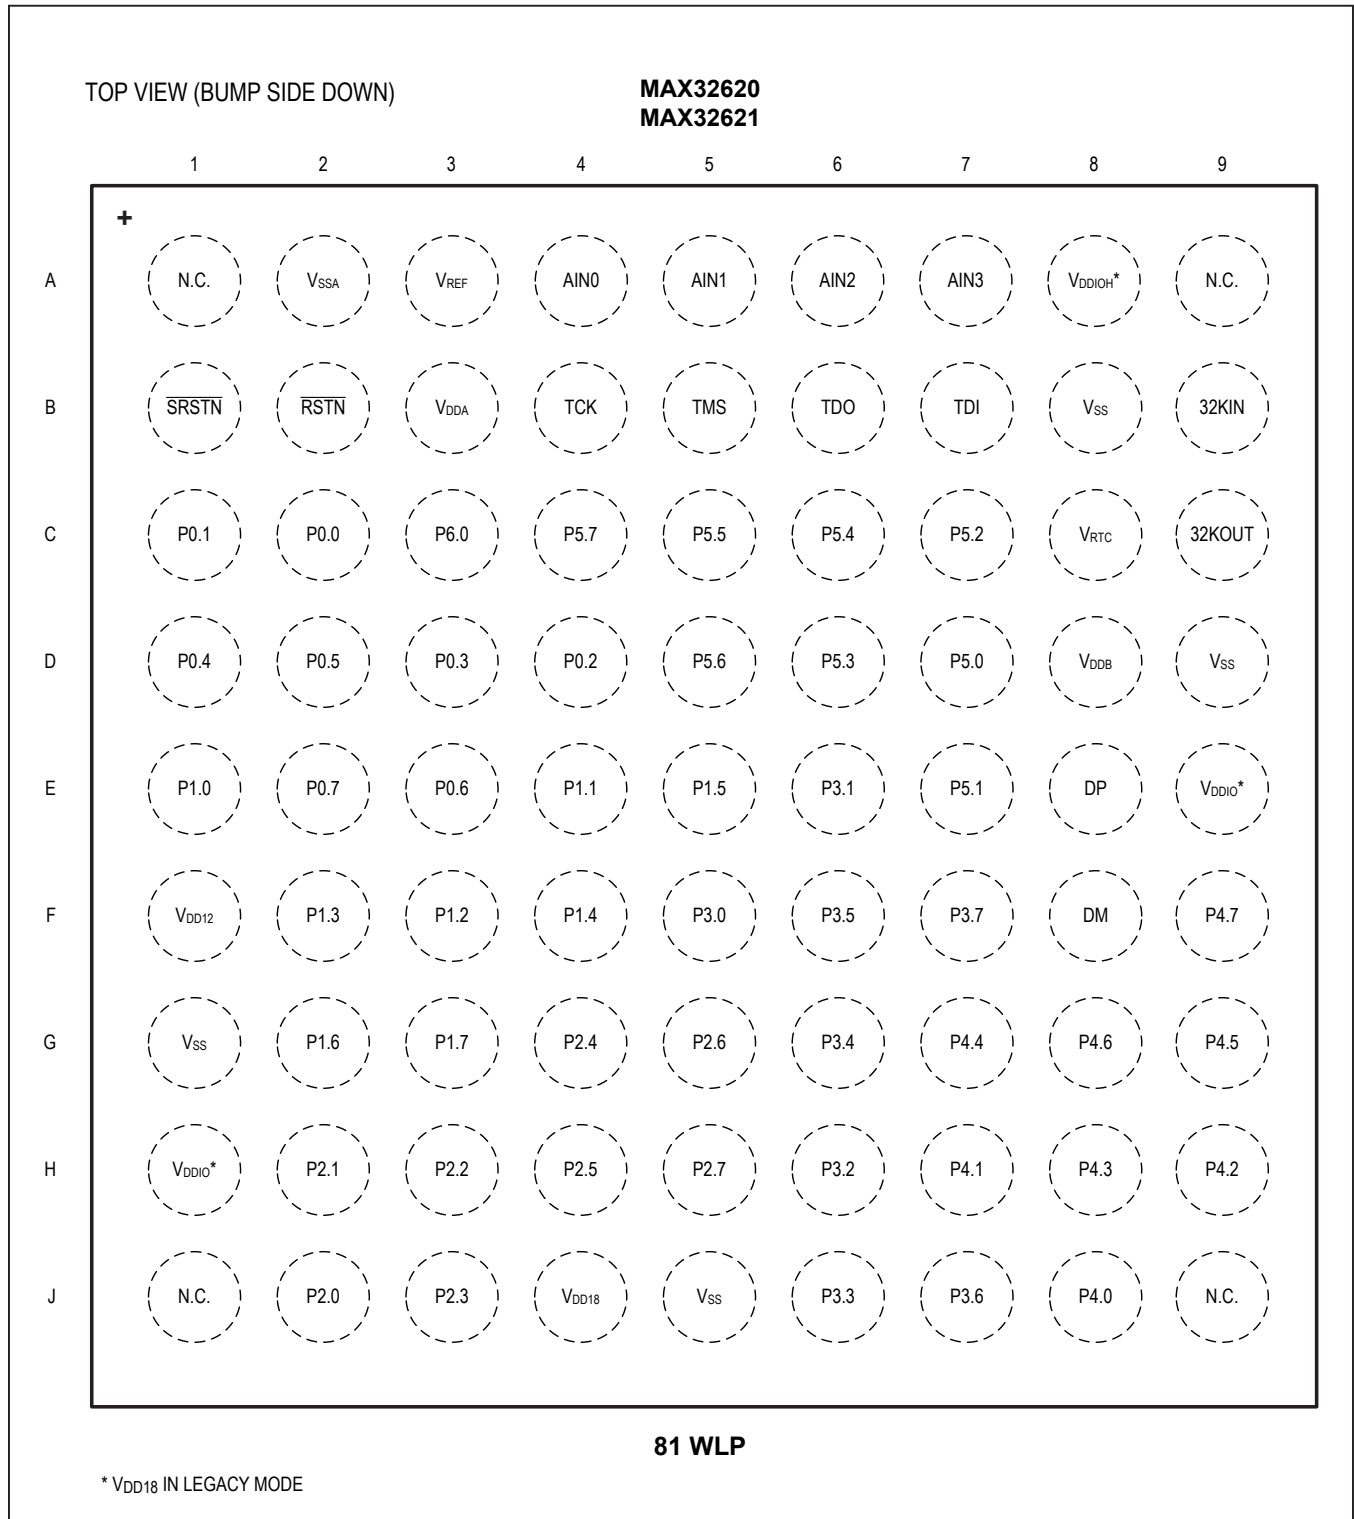 TOP VIEW (BUMP SIDE DOWN)
MAX32620
MAX32621
1 2 3 4 5 6 7 8 9
+
A N.C. VSSA VREF AIN0 AIN1 AIN2 AIN3 VDDIOH* N.C.
B SRSTN RSTN VDDA TCK TMS TDO TDI VSS 32KIN
C P0.1 P0.0 P6.0 P5.7 P5.5 P5.4 P5.2 VRTC 32KOUT
D P0.4 P0.5 P0.3 P0.2 P5.6 P5.3 P5.0 VDDB VSS
E P1.0 P0.7 P0.6 P1.1 P1.5 P3.1 P5.1 DP VDDIO*
F VDD12 P1.3 P1.2 P1.4 P3.0 P3.5 P3.7 DM P4.7
G VSS P1.6 P1.7 P2.4 P2.6 P3.4 P4.4 P4.6 P4.5
H VDDIO* P2.1 P2.2 P2.5 P2.7 P3.2 P4.1 P4.3 P4.2
J N.C. P2.0 P2.3 VDD18 VSS P3.3 P3.6 P4.0 N.C.
81 WLP
* VDD18 IN LEGACY MODE